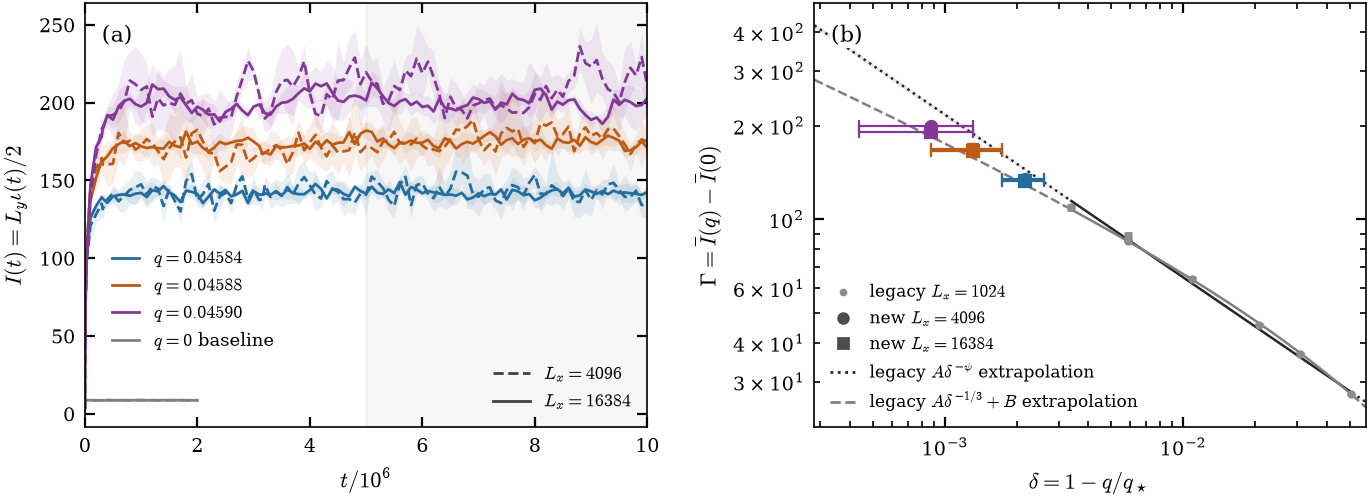 (a)
I(t) = L_y ι(t)/2
250
200
150
100
50
0
q = 0.04584
q = 0.04588
q = 0.04590
q = 0 baseline
L_x = 4096
L_x = 16384
0 2 4 6 8 10
t/10^6
(b)
Γ = Ī(q) − Ī(0)
4 × 10^2
3 × 10^2
2 × 10^2
10^2
6 × 10^1
4 × 10^1
3 × 10^1
legacy L_x = 1024
new L_x = 4096
new L_x = 16384
legacy Aδ^{−ψ} extrapolation
legacy Aδ^{−1/3} + B extrapolation
10^{−3} 10^{−2}
δ = 1 − q/q_⋆